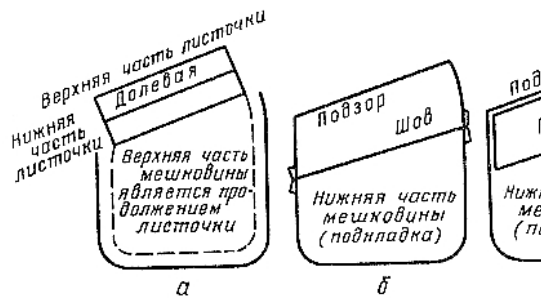 Верхняя часть листочки
Долевая
Нижняя
часть
листочки
Верхняя часть
мешковины
является про-
должением
листочки
а
Подзор
Шов
Нижняя часть
мешковины
(подкладка)
б